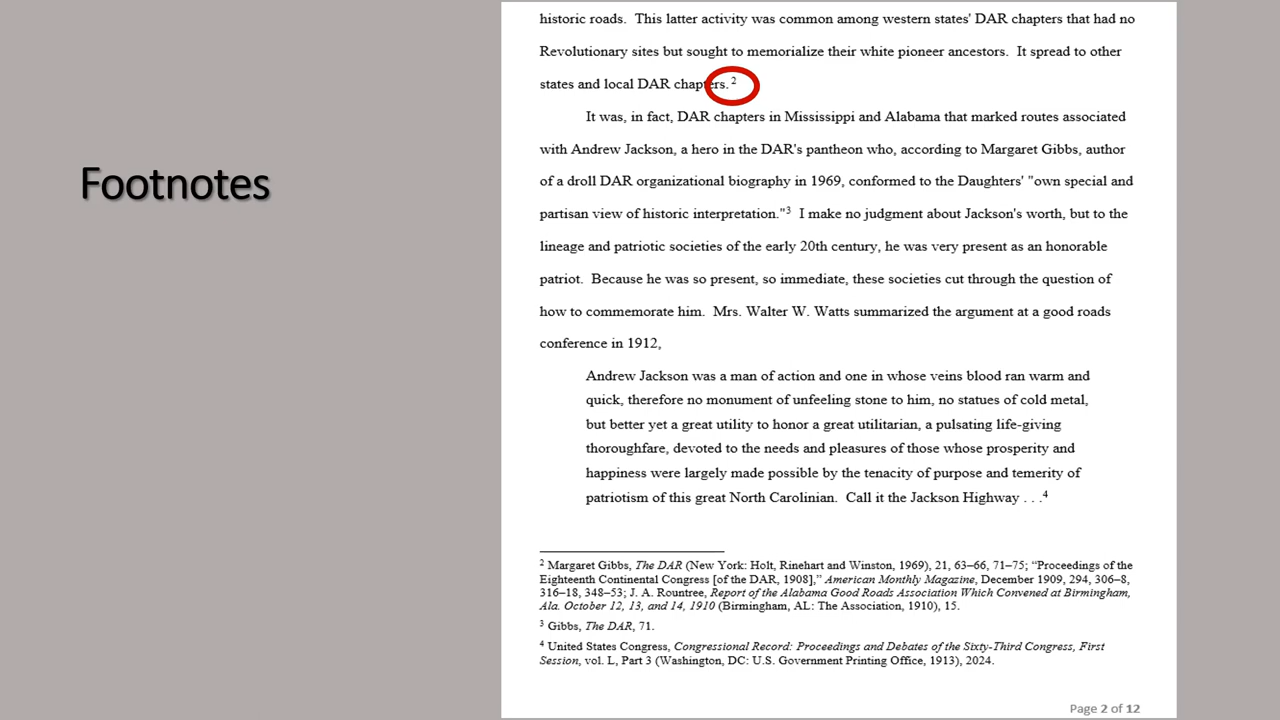 Footnotes
historic roads.  This latter activity was common among western states' DAR chapters that had no
Revolutionary sites but sought to memorialize their white pioneer ancestors.  It spread to other
states and local DAR chapters.2
It was, in fact, DAR chapters in Mississippi and Alabama that marked routes associated
with Andrew Jackson, a hero in the DAR's pantheon who, according to Margaret Gibbs, author
of a droll DAR organizational biography in 1969, conformed to the Daughters' "own special and
partisan view of historic interpretation."3  I make no judgment about Jackson's worth, but to the
lineage and patriotic societies of the early 20th century, he was very present as an honorable
patriot.  Because he was so present, so immediate, these societies cut through the question of
how to commemorate him.  Mrs. Walter W. Watts summarized the argument at a good roads
conference in 1912,
Andrew Jackson was a man of action and one in whose veins blood ran warm and
quick, therefore no monument of unfeeling stone to him, no statues of cold metal,
but better yet a great utility to honor a great utilitarian, a pulsating life-giving
thoroughfare, devoted to the needs and pleasures of those whose prosperity and
happiness were largely made possible by the tenacity of purpose and temerity of
patriotism of this great North Carolinian.  Call it the Jackson Highway . . .4
2 Margaret Gibbs, The DAR (New York: Holt, Rinehart and Winston, 1969), 21, 63–66, 71–75; “Proceedings of the
Eighteenth Continental Congress [of the DAR, 1908],” American Monthly Magazine, December 1909, 294, 306–8,
316–18, 348–53; J. A. Rountree, Report of the Alabama Good Roads Association Which Convened at Birmingham,
Ala. October 12, 13, and 14, 1910 (Birmingham, AL: The Association, 1910), 15.
3 Gibbs, The DAR, 71.
4 United States Congress, Congressional Record: Proceedings and Debates of the Sixty-Third Congress, First
Session, vol. L, Part 3 (Washington, DC: U.S. Government Printing Office, 1913), 2024.
Page 2 of 12